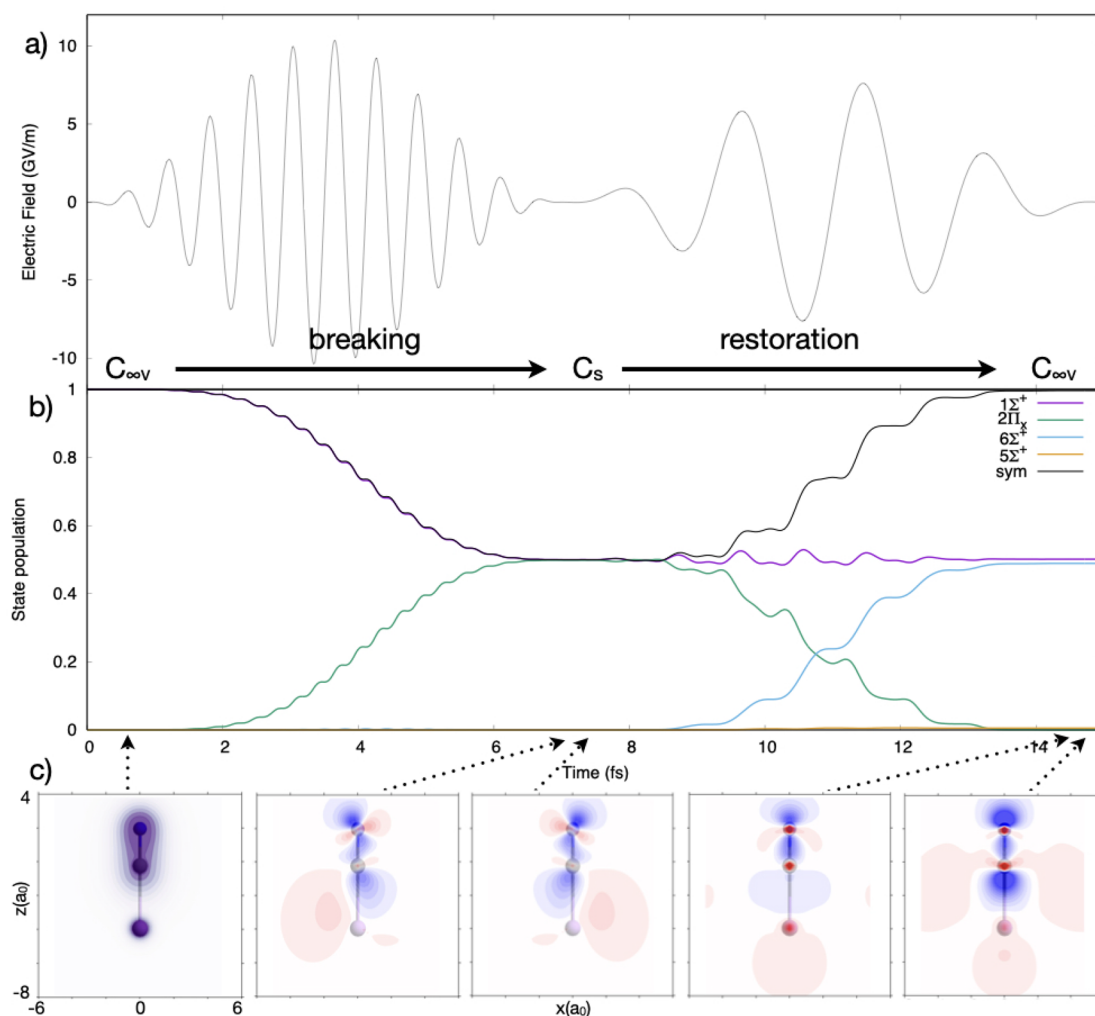 a)
10
5
0
-5
-10
Electric Field (GV/m)
breaking
restoration
C∞v
Cs
C∞v
b)
1
0.8
0.6
0.4
0.2
0
State population
1Σ⁺
2Πₓ
6Σ⁺
5Σ⁺
sym
0 2 4 6 8 10 12 14
Time (fs)
c)
4
z(a₀)
-8
-6 0 6
x(a₀)